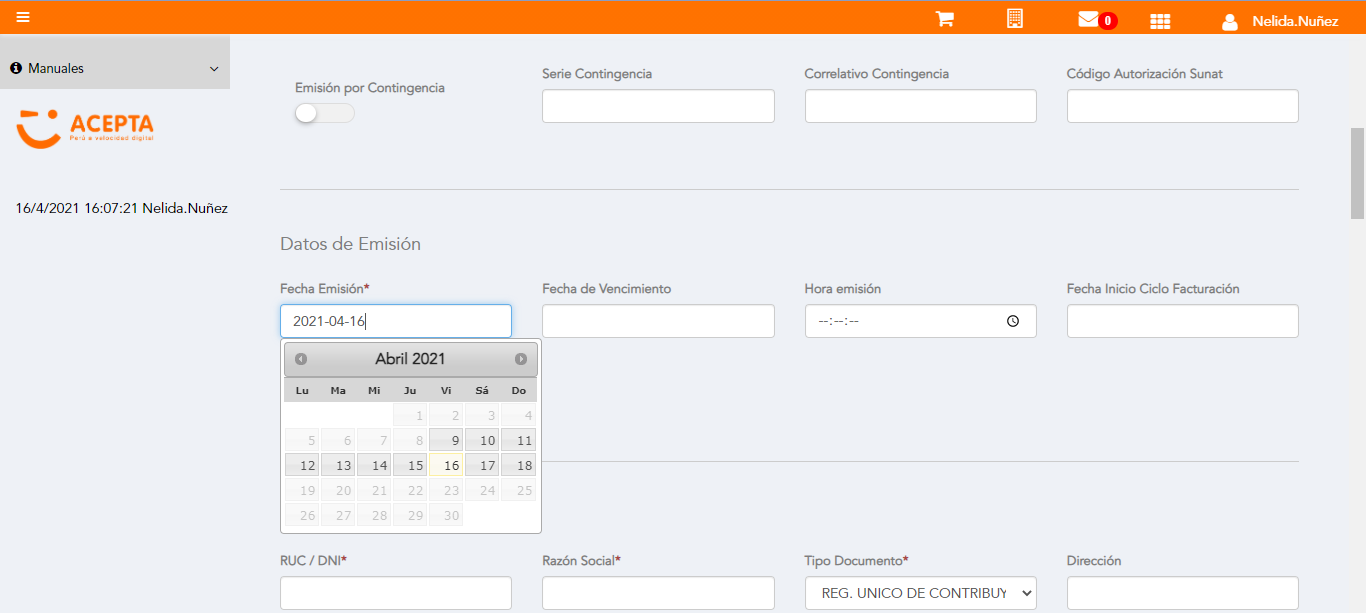 0
Nelida.Nuñez
Manuales
ACEPTA
Perú a velocidad digital
16/4/2021 16:07:21 Nelida.Nuñez
Emisión por Contingencia
Serie Contingencia
Correlativo Contingencia
Código Autorización Sunat
Datos de Emisión
Fecha Emisión*
Fecha de Vencimiento
Hora emisión
Fecha Inicio Ciclo Facturación
2021-04-16
--:--:--
Abril 2021
Lu Ma Mi Ju Vi Sá Do
1 2 3 4
5 6 7 8 9 10 11
12 13 14 15 16 17 18
19 20 21 22 23 24 25
26 27 28 29 30
RUC / DNI*
Razón Social*
Tipo Documento*
Dirección
REG. UNICO DE CONTRIBUY